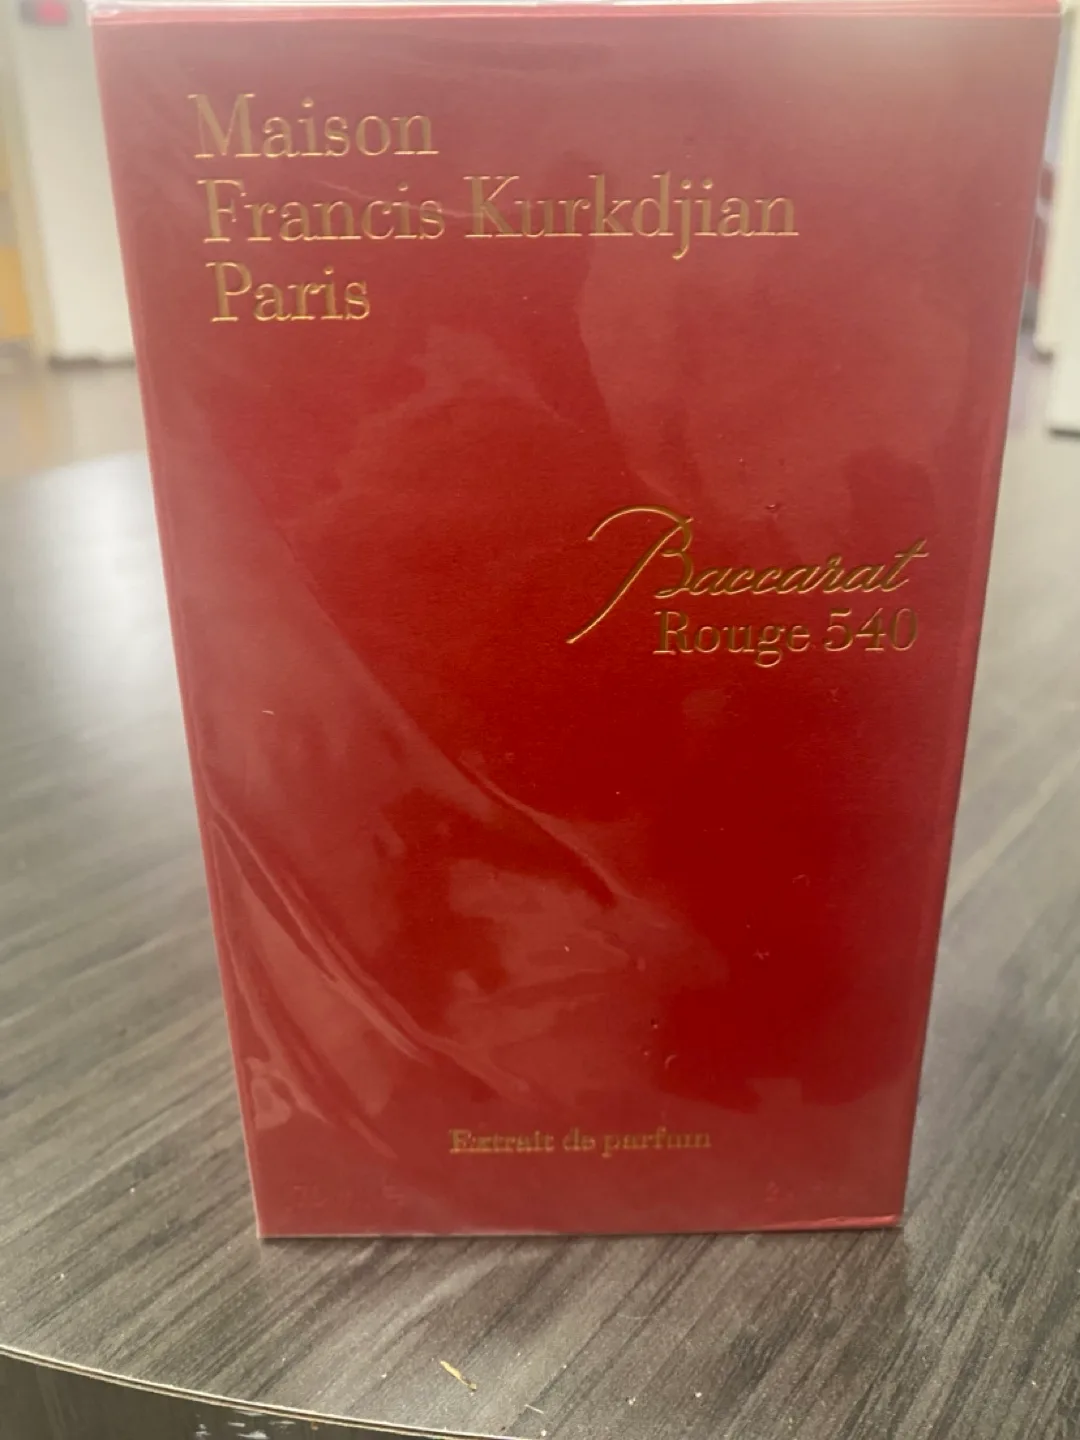 Maison
Francis Kurkdjian
Paris
Baccarat
Rouge 540
Extrait de parfum